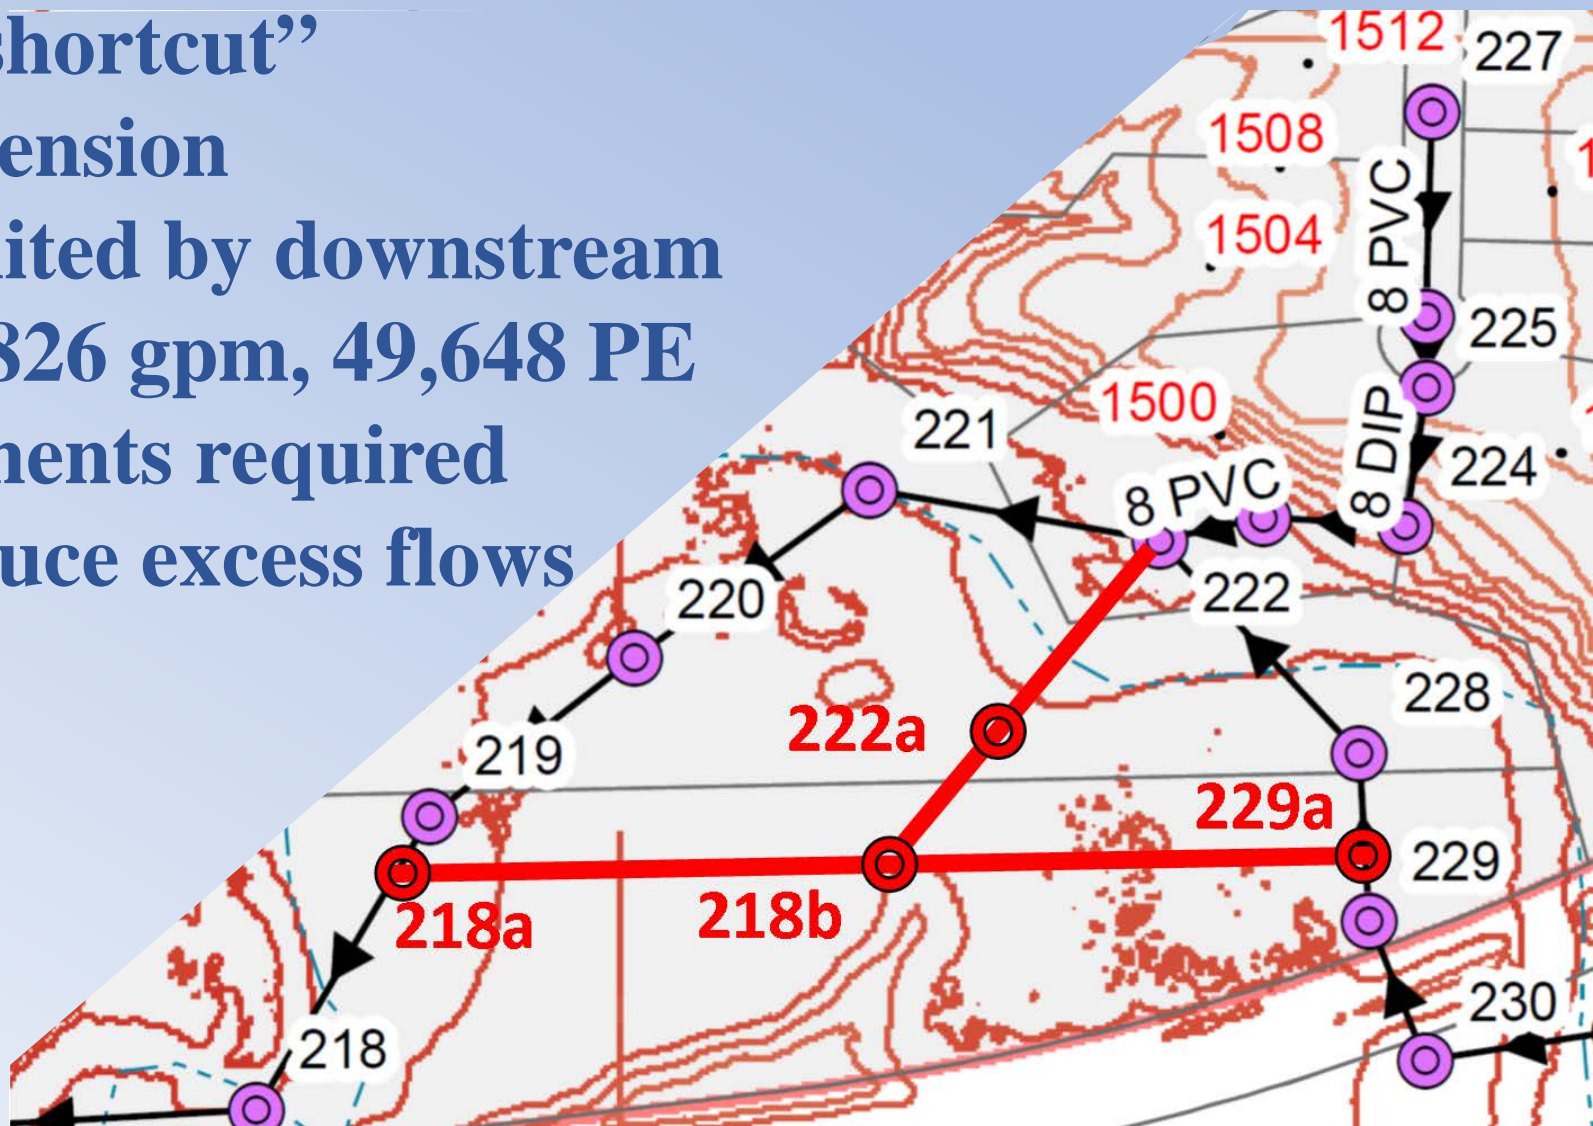 shortcut”
ension
ited by downstream
826 gpm, 49,648 PE
ments required
uce excess flows
1512
227
1508
8 PVC
1504
225
1500
221
8 DIP
224
8 PVC
222
220
228
222a
219
229a
229
218a
218b
230
218